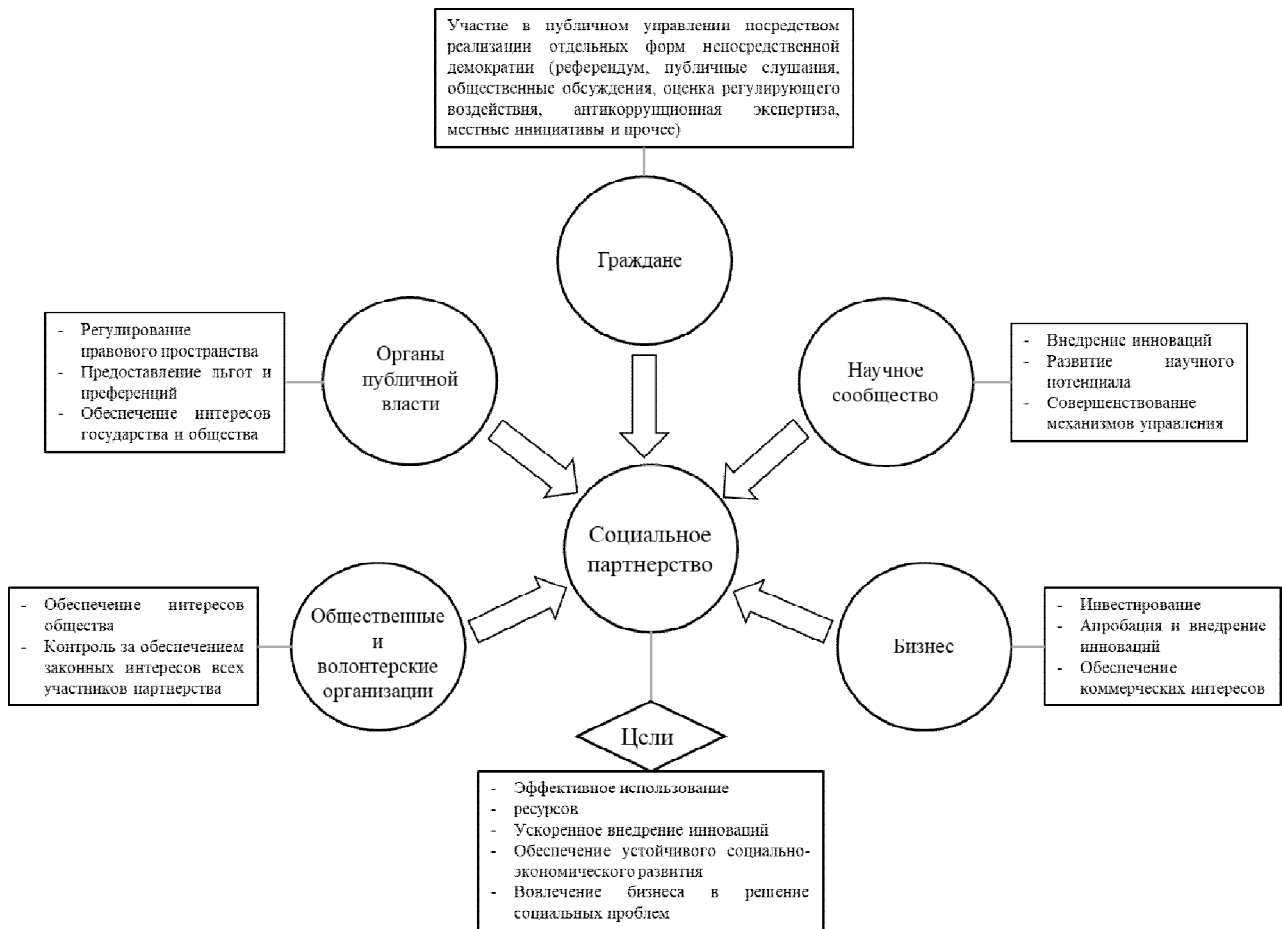 Участие в публичном управлении посредством
реализации отдельных форм непосредственной
демократии (референдум, публичные слушания,
общественные обсуждения, оценка регулирующего
воздействия, антикоррупционная экспертиза,
местные инициативы и прочее)
Граждане
- Регулирование
правового пространства
- Предоставление льгот и
преференций
- Обеспечение интересов
государства и общества
Органы
публичной
власти
Научное
сообщество
- Внедрение инноваций
- Развитие научного
потенциала
- Совершенствование
механизмов управления
Социальное
партнерство
- Обеспечение интересов
общества
- Контроль за обеспечением
законных интересов всех
участников партнерства
Общественные
и
волонтерские
организации
Бизнес
- Инвестирование
- Апробация и внедрение
инноваций
- Обеспечение
коммерческих интересов
Цели
- Эффективное использование
- ресурсов
- Ускоренное внедрение инноваций
- Обеспечение устойчивого социально-
экономического развития
- Вовлечение бизнеса в решение
социальных проблем